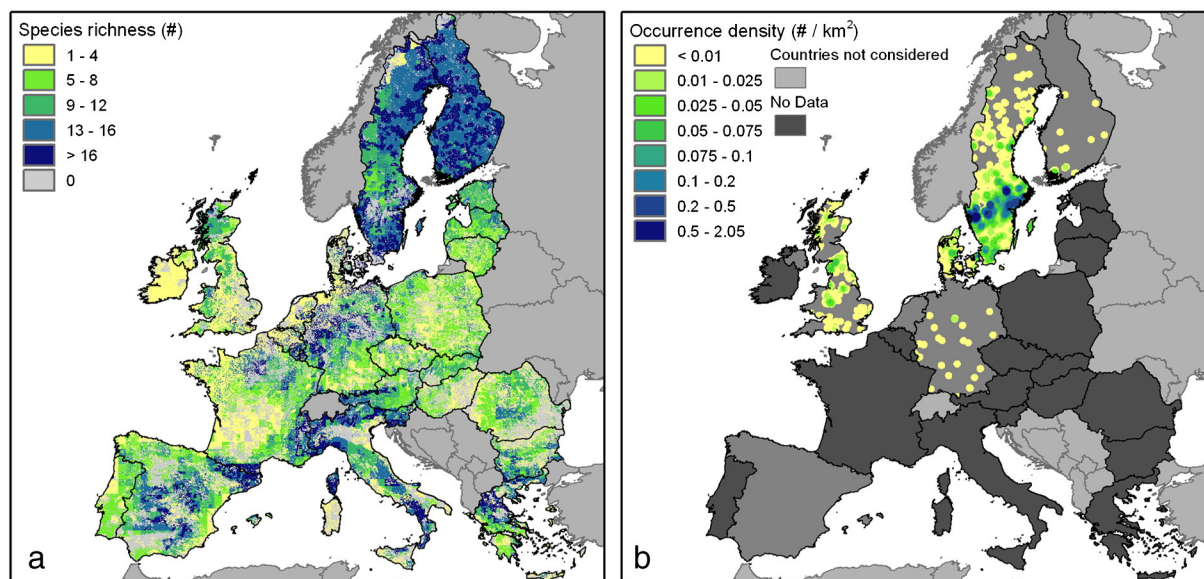 Species richness (#)
1 - 4
5 - 8
9 - 12
13 - 16
> 16
0
a
Occurrence density (# / km²)
< 0.01
0.01 - 0.025
0.025 - 0.05
0.05 - 0.075
0.075 - 0.1
0.1 - 0.2
0.2 - 0.5
0.5 - 2.05
Countries not considered
No Data
b